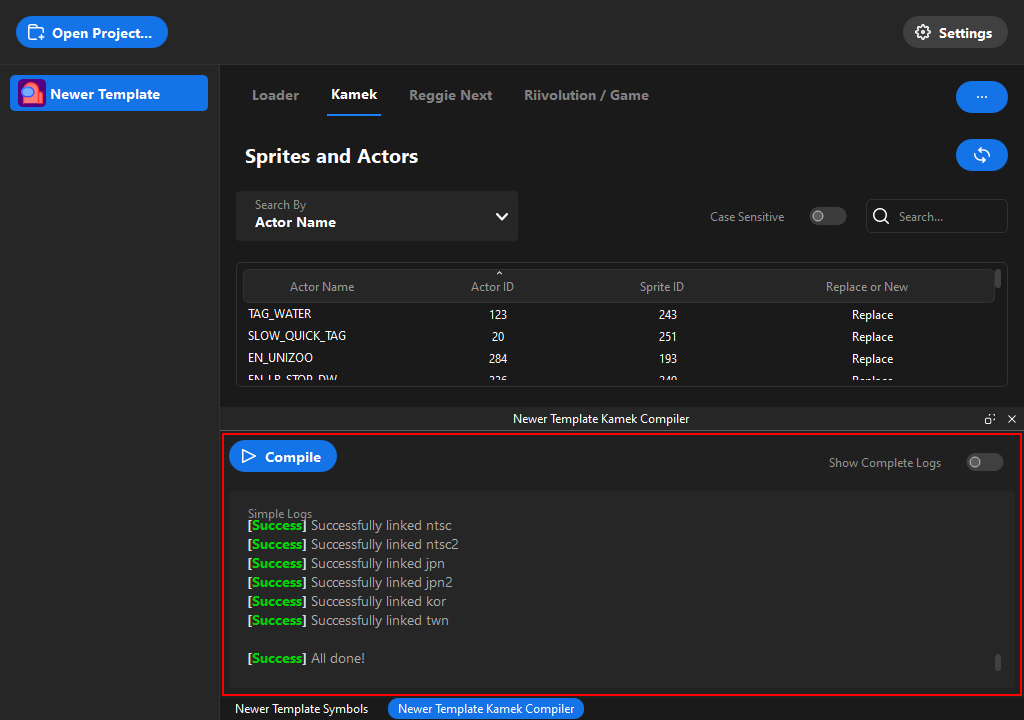 Open Project...
Settings
Newer Template
Loader Kamek Reggie Next Riivolution / Game
...
Sprites and Actors
Search By
Actor Name
Case Sensitive
Search...
Actor Name Actor ID Sprite ID Replace or New
TAG_WATER 123 243 Replace
SLOW_QUICK_TAG 20 251 Replace
EN_UNIZOO 284 193 Replace
EN_LR_STOP_DW Replace
Newer Template Kamek Compiler
Compile
Show Complete Logs
Simple Logs
[Success] Successfully linked ntsc
[Success] Successfully linked ntsc2
[Success] Successfully linked jpn
[Success] Successfully linked jpn2
[Success] Successfully linked kor
[Success] Successfully linked twn
[Success] All done!
Newer Template Symbols Newer Template Kamek Compiler